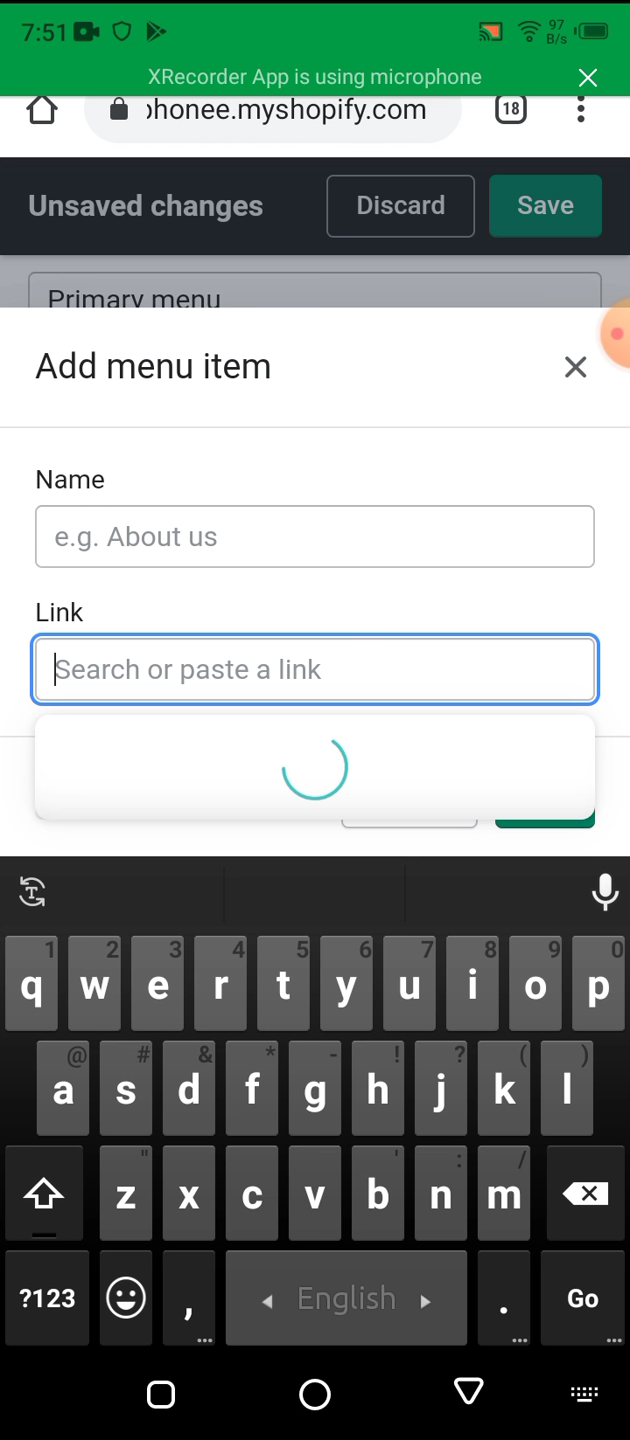 7:51 97 B/s
XRecorder App is using microphone
ɔhonee.myshopify.com 18
Unsaved changes Discard Save
Primary menu
Add menu item
Name
e.g. About us
Link
Search or paste a link
1 2 3 4 5 6 7 8 9 0
q w e r t y u i o p
@ # & * - ! ? ( )
a s d f g h j k l
" ' : /
z x c v b n m
?123 , English . Go